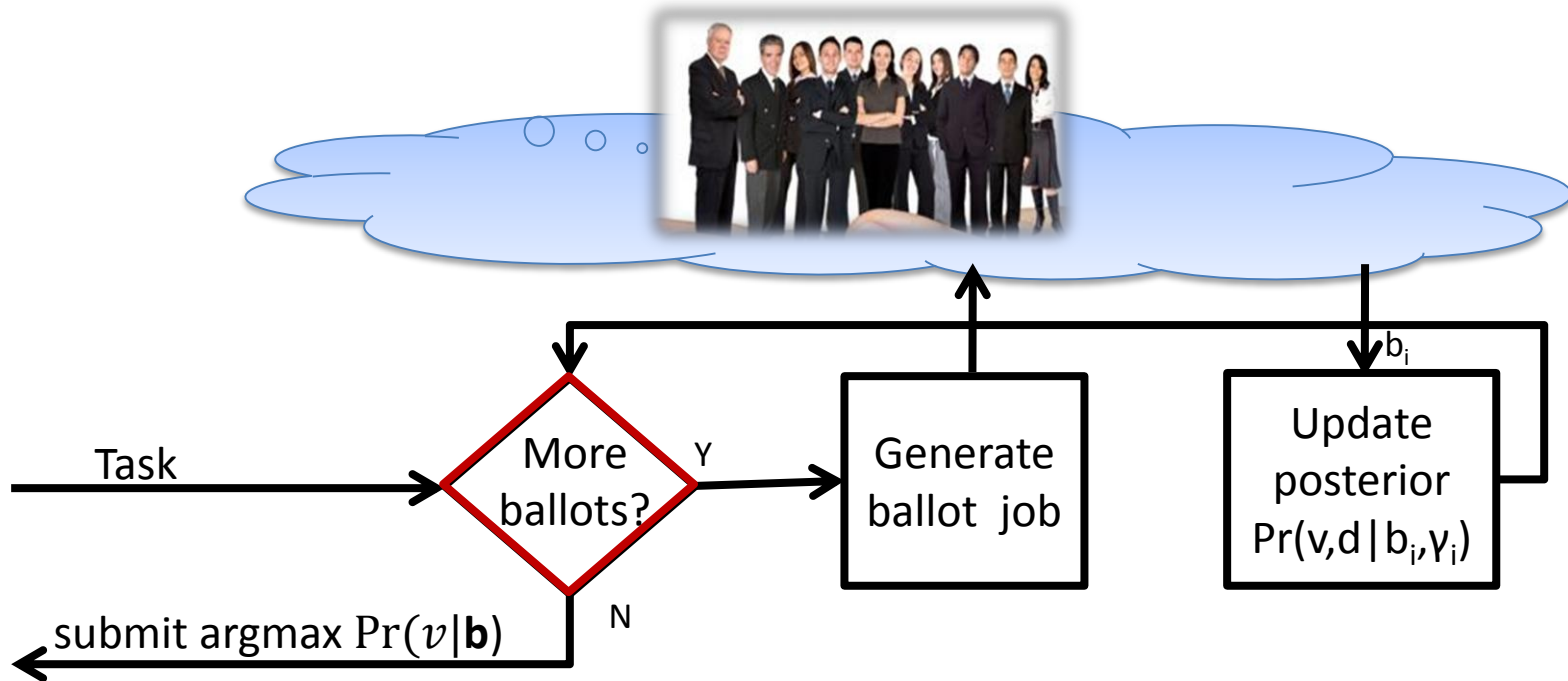 b_i
Task
More
ballots?
Y
Generate
ballot job
Update
posterior
Pr(v,d|b_i,γ_i)
N
submit argmax Pr(v|b)